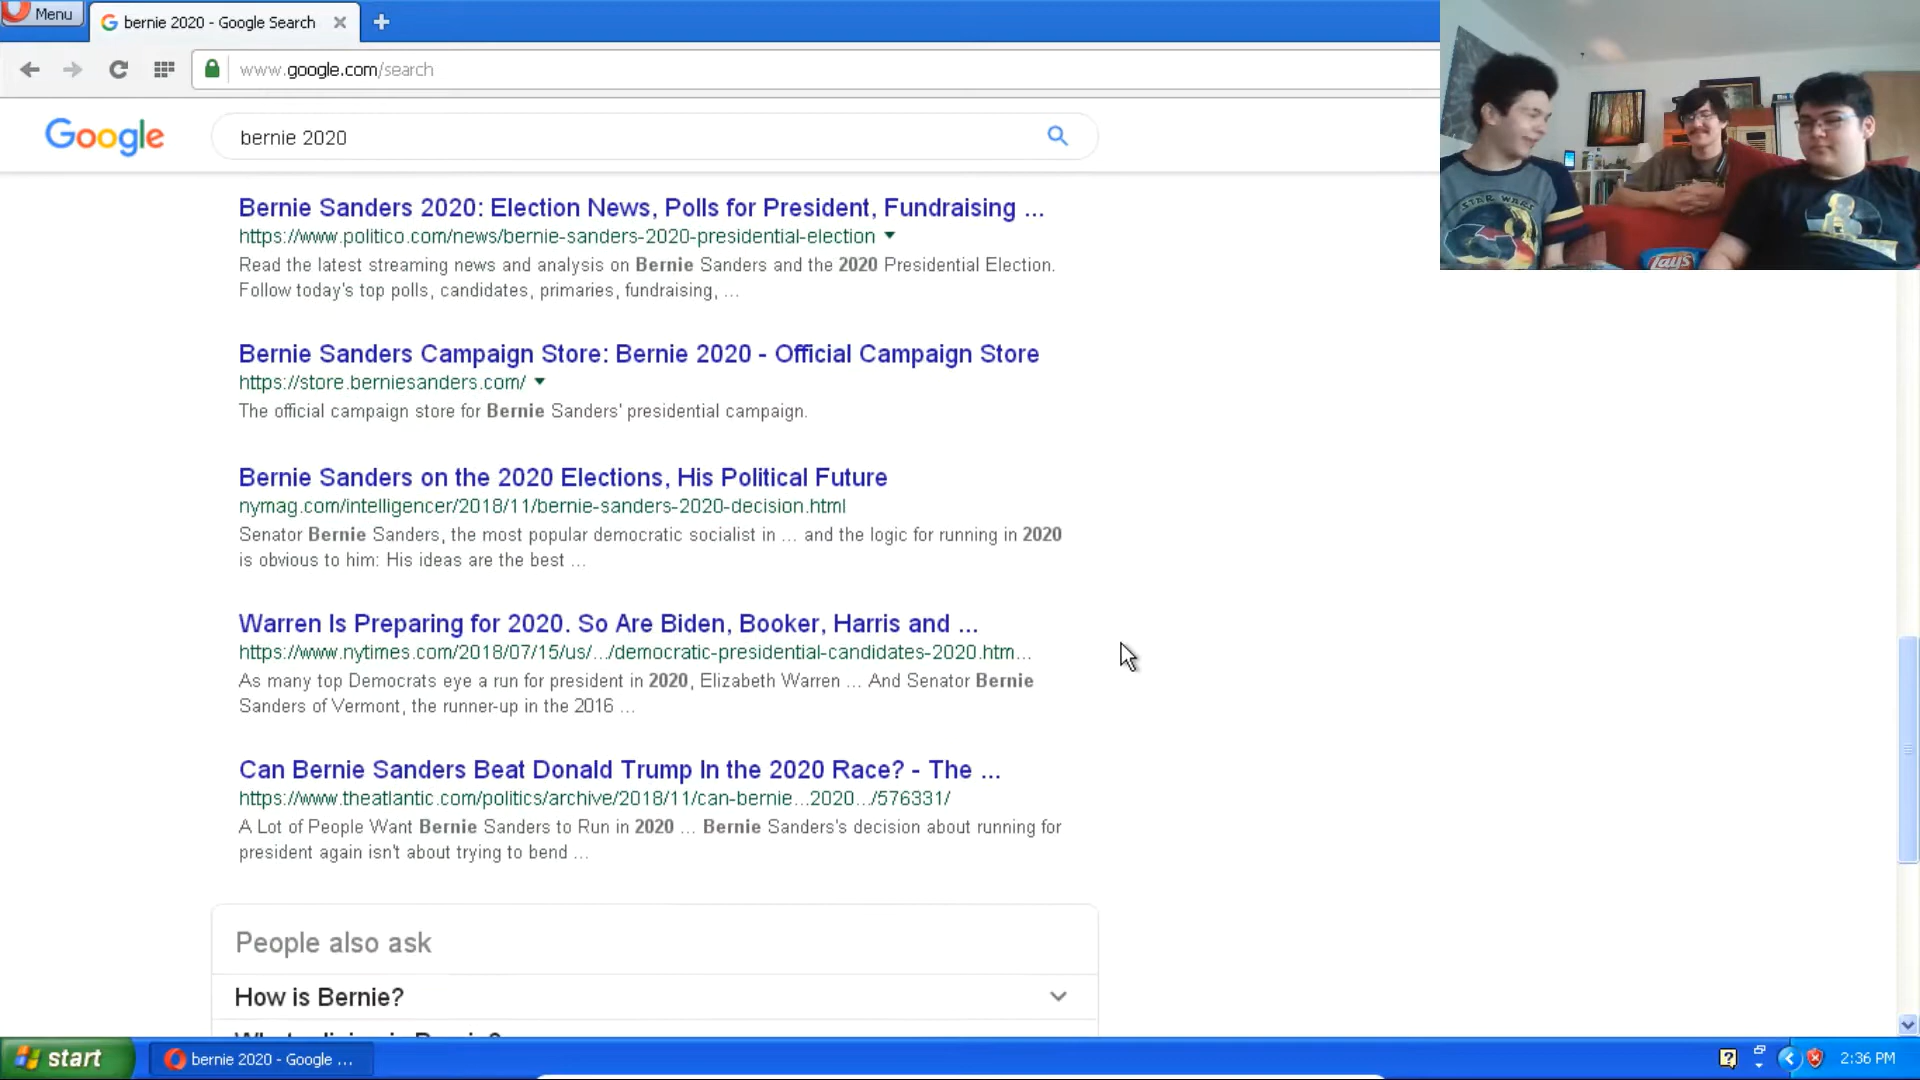 Menu
bernie 2020 - Google Search
www.google.com/search
Google
bernie 2020
Bernie Sanders 2020: Election News, Polls for President, Fundraising ...
https://www.politico.com/news/bernie-sanders-2020-presidential-election
Read the latest streaming news and analysis on Bernie Sanders and the 2020 Presidential Election.
Follow today's top polls, candidates, primaries, fundraising, ...
Bernie Sanders Campaign Store: Bernie 2020 - Official Campaign Store
https://store.berniesanders.com/
The official campaign store for Bernie Sanders' presidential campaign.
Bernie Sanders on the 2020 Elections, His Political Future
nymag.com/intelligencer/2018/11/bernie-sanders-2020-decision.html
Senator Bernie Sanders, the most popular democratic socialist in ... and the logic for running in 2020
is obvious to him: His ideas are the best ...
Warren Is Preparing for 2020. So Are Biden, Booker, Harris and ...
https://www.nytimes.com/2018/07/15/us/.../democratic-presidential-candidates-2020.htm...
As many top Democrats eye a run for president in 2020, Elizabeth Warren ... And Senator Bernie
Sanders of Vermont, the runner-up in the 2016 ...
Can Bernie Sanders Beat Donald Trump In the 2020 Race? - The ...
https://www.theatlantic.com/politics/archive/2018/11/can-bernie...2020.../576331/
A Lot of People Want Bernie Sanders to Run in 2020 ... Bernie Sanders's decision about running for
president again isn't about trying to bend ...
People also ask
How is Bernie?
STAR WARS
Lays
start
bernie 2020 - Google ...
2:36 PM